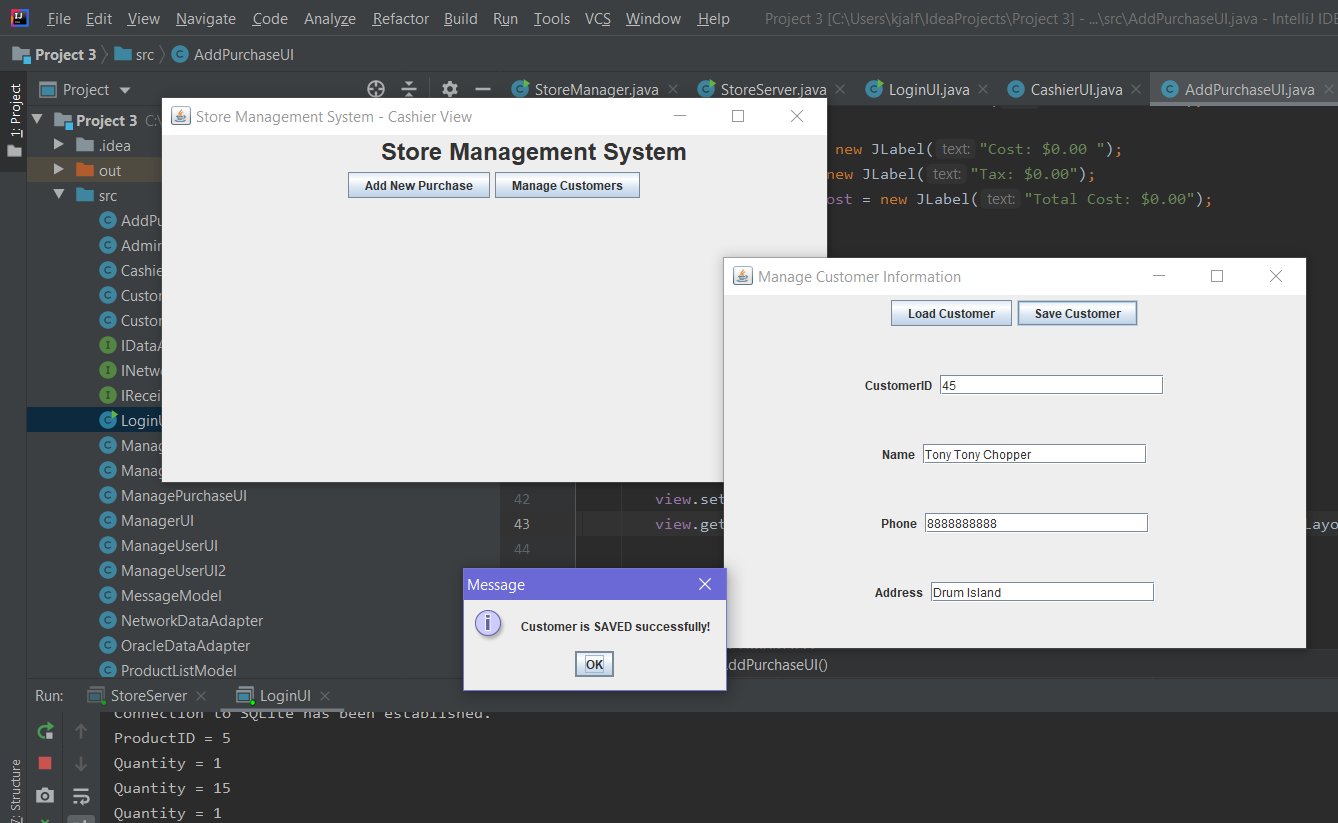 File Edit View Navigate Code Analyze Refactor Build Run Tools VCS Window Help Project 3 [C:\Users\kjalf\IdeaProjects\Project 3] - ...\src\AddPurchaseUI.java - IntelliJ IDE
Project 3 src AddPurchaseUI
1: Project
Project
StoreManager.java StoreServer.java LoginUI.java CashierUI.java AddPurchaseUI.java
Project 3 C:\
.idea
out
src
AddPu
Admin
Cashie
Custor
Custor
IDataA
INetwo
IRecei
LoginU
Manag
Manag
ManagePurchaseUI
ManagerUI
ManageUserUI
ManageUserUI2
MessageModel
NetworkDataAdapter
OracleDataAdapter
ProductListModel
new JLabel( text: "Cost: $0.00 ");
new JLabel( text: "Tax: $0.00");
ost = new JLabel( text: "Total Cost: $0.00");
42 view.set
43 view.get
Layo
44
ddPurchaseUI()
Store Management System - Cashier View
Store Management System
Add New Purchase Manage Customers
Manage Customer Information
Load Customer Save Customer
CustomerID 45
Name Tony Tony Chopper
Phone 8888888888
Address Drum Island
Message
Customer is SAVED successfully!
OK
Run: StoreServer LoginUI
Connection to SQLite has been established.
ProductID = 5
Quantity = 1
Quantity = 15
Quantity = 1
Z: Structure